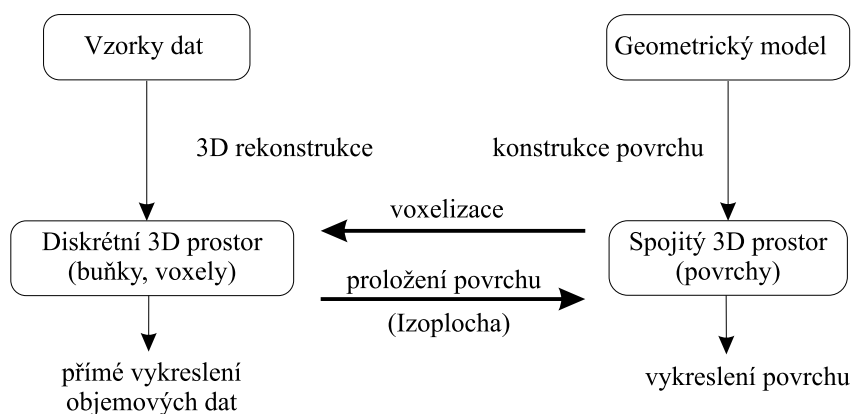 Vzorky dat
Geometrický model
3D rekonstrukce
konstrukce povrchu
voxelizace
Diskrétní 3D prostor
(buňky, voxely)
Spojitý 3D prostor
(povrchy)
proložení povrchu
(Izoplocha)
přímé vykreslení
objemových dat
vykreslení povrchu